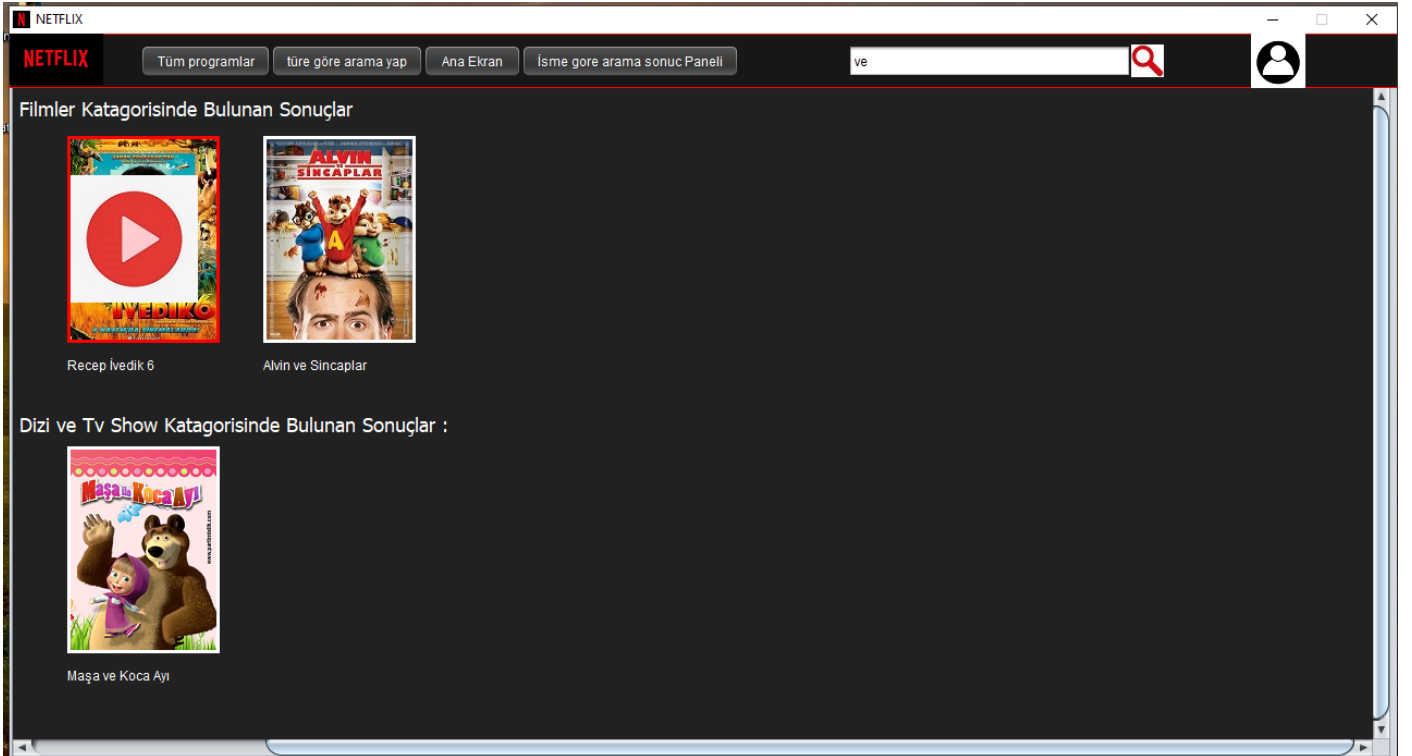 NETFLIX
NETFLIX
Tüm programlar
türe göre arama yap
Ana Ekran
İsme gore arama sonuc Paneli
ve
Filmler Katagorisinde Bulunan Sonuçlar
İVEDİK6
ALVIN
VE
SİNCAPLAR
A
Recep İvedik 6
Alvin ve Sincaplar
Dizi ve Tv Show Katagorisinde Bulunan Sonuçlar :
Maşa ile Koca Ayı
Maşa ve Koca Ayı